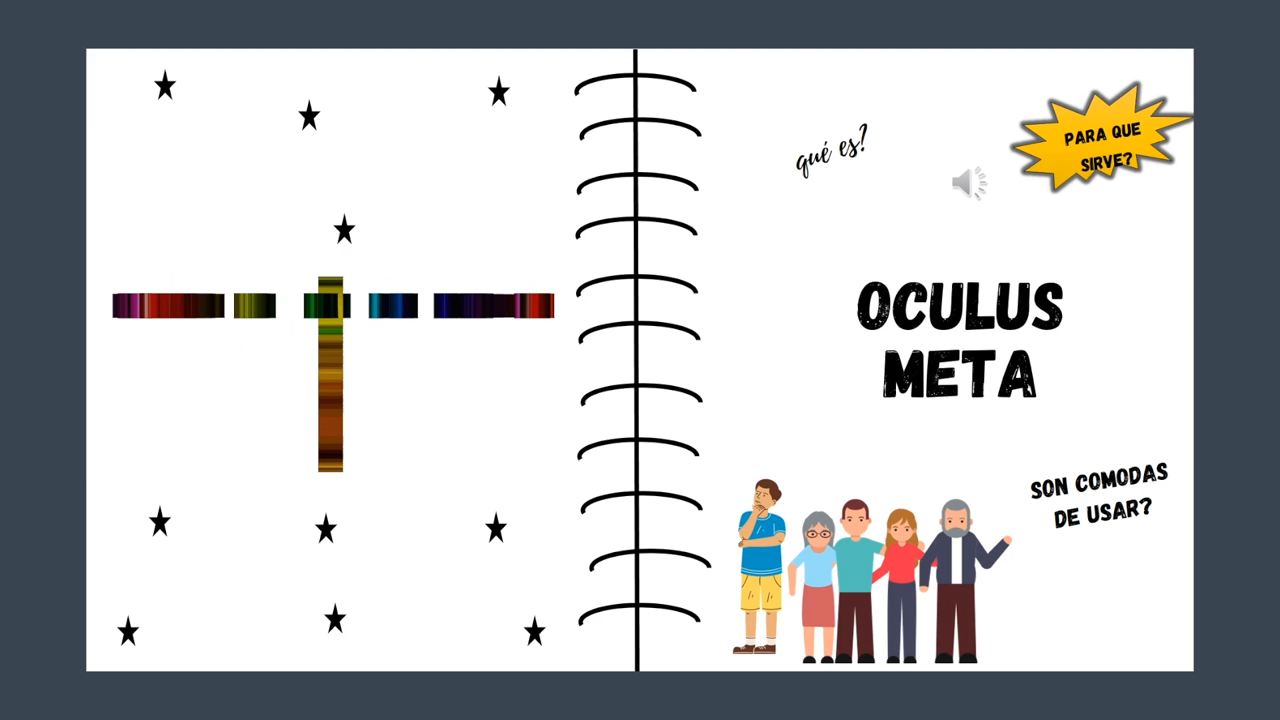 qué es?
PARA QUE
SIRVE?
OCULUS
META
SON COMODAS
DE USAR?